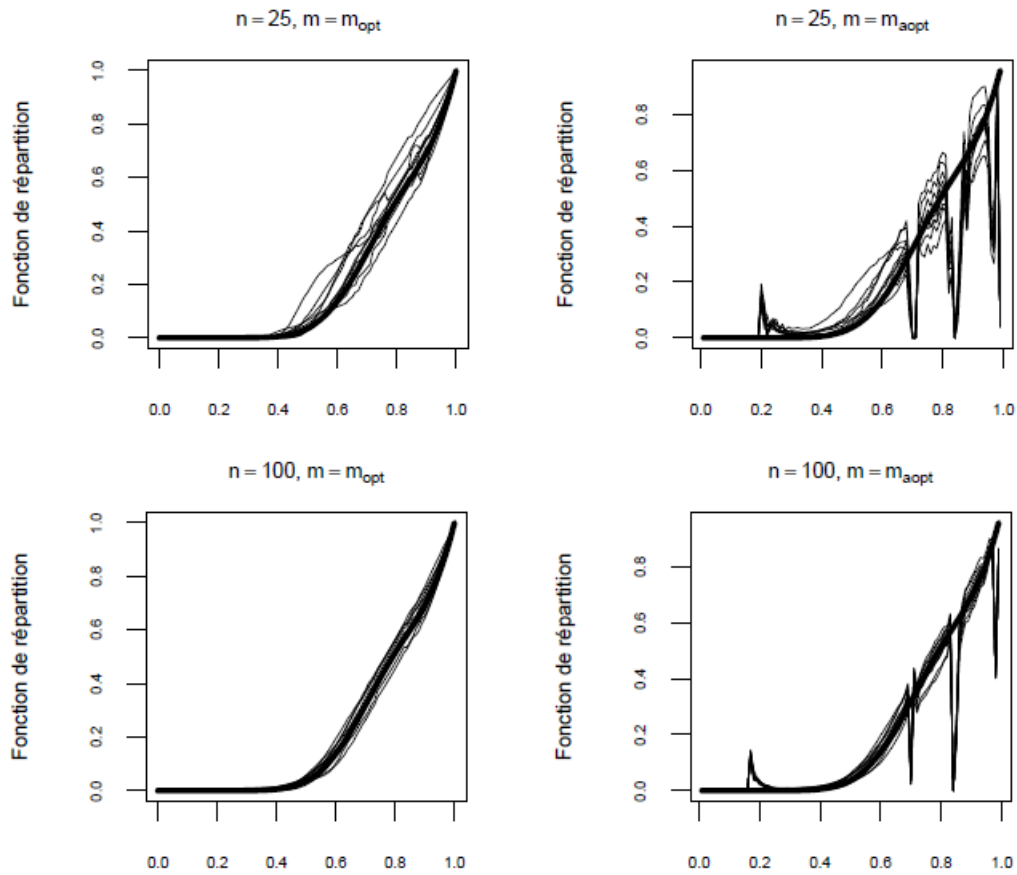 n = 25, m = m_opt
n = 25, m = m_aopt
Fonction de répartition
0.0 0.2 0.4 0.6 0.8 1.0
0.0 0.2 0.4 0.6 0.8 1.0
Fonction de répartition
0.0 0.2 0.4 0.6 0.8
0.0 0.2 0.4 0.6 0.8 1.0
n = 100, m = m_opt
n = 100, m = m_aopt
Fonction de répartition
0.0 0.2 0.4 0.6 0.8 1.0
0.0 0.2 0.4 0.6 0.8 1.0
Fonction de répartition
0.0 0.2 0.4 0.6 0.8
0.0 0.2 0.4 0.6 0.8 1.0